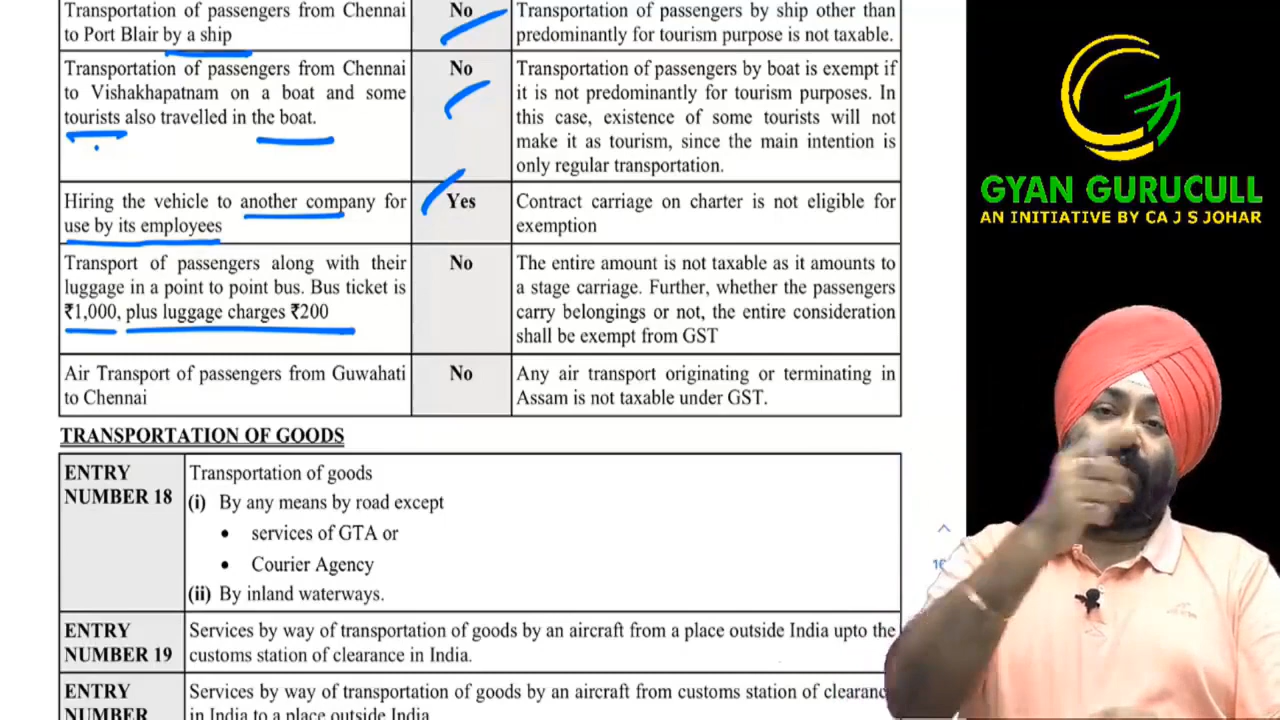 Transportation of passengers from Chennai
to Port Blair by a ship
No
Transportation of passengers by ship other than
predominantly for tourism purpose is not taxable.
Transportation of passengers from Chennai
to Vishakhapatnam on a boat and some
tourists also travelled in the boat.
No
Transportation of passengers by boat is exempt if
it is not predominantly for tourism purposes. In
this case, existence of some tourists will not
make it as tourism, since the main intention is
only regular transportation.
Hiring the vehicle to another company for
use by its employees
Yes
Contract carriage on charter is not eligible for
exemption
Transport of passengers along with their
luggage in a point to point bus. Bus ticket is
₹1,000, plus luggage charges ₹200
No
The entire amount is not taxable as it amounts to
a stage carriage. Further, whether the passengers
carry belongings or not, the entire consideration
shall be exempt from GST
Air Transport of passengers from Guwahati
to Chennai
No
Any air transport originating or terminating in
Assam is not taxable under GST.
TRANSPORTATION OF GOODS
ENTRY
NUMBER 18
Transportation of goods
(i) By any means by road except
• services of GTA or
• Courier Agency
(ii) By inland waterways.
ENTRY
NUMBER 19
Services by way of transportation of goods by an aircraft from a place outside India upto the
customs station of clearance in India.
ENTRY
NUMBER
Services by way of transportation of goods by an aircraft from customs station of clearance
in India to a place outside India
GYAN GURUCULL
AN INITIATIVE BY CA J S JOHAR